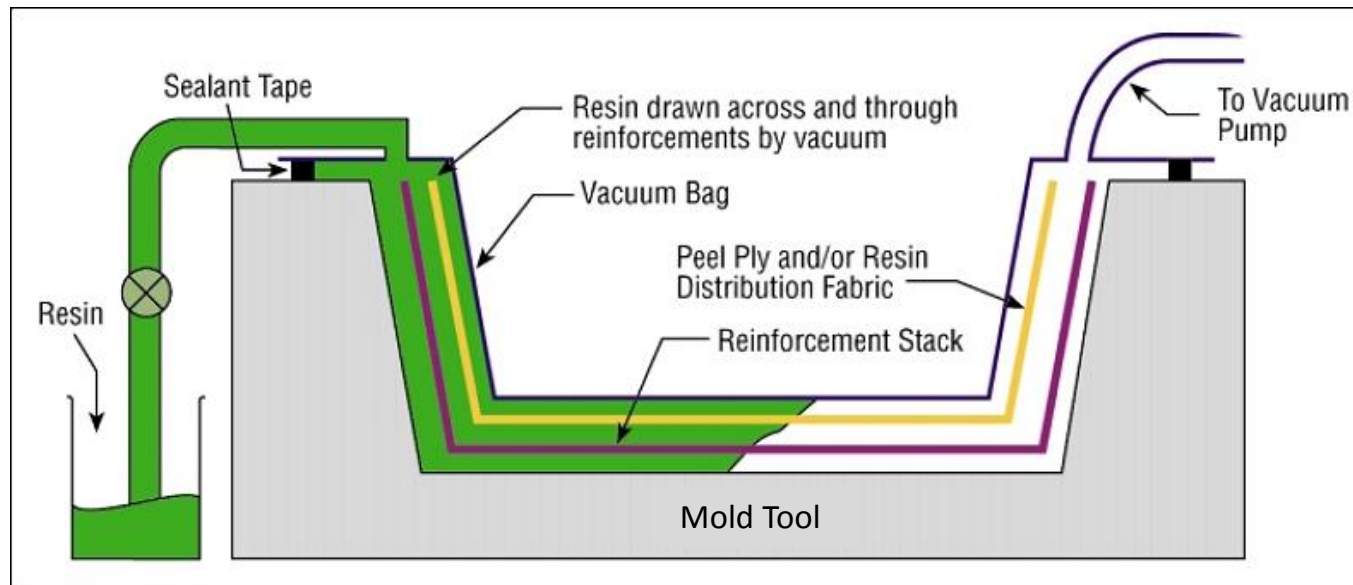 Sealant Tape
Resin drawn across and through
reinforcements by vacuum
To Vacuum
Pump
Vacuum Bag
Peel Ply and/or Resin
Distribution Fabric
Resin
Reinforcement Stack
Mold Tool